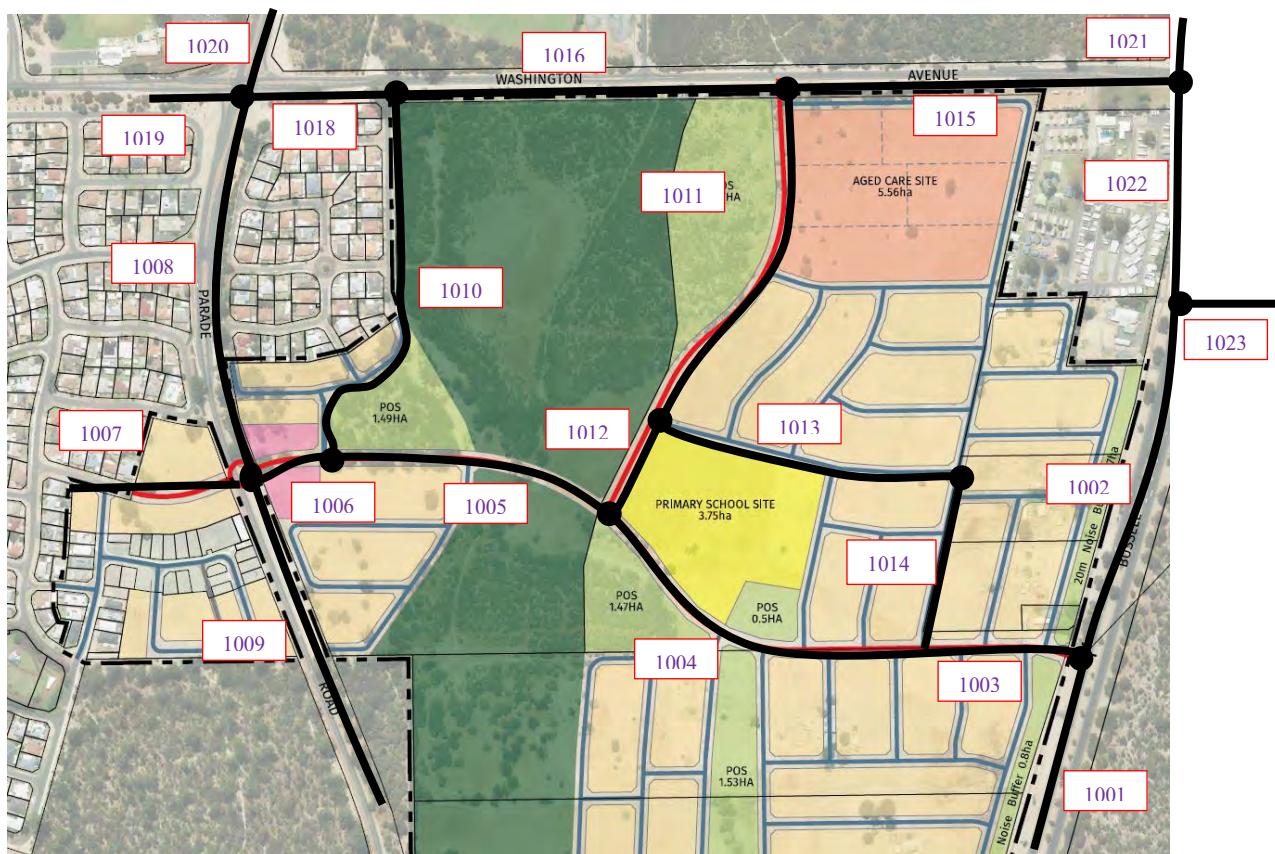 1020
1016
1021
WASHINGTON
AVENUE
1019
1018
1015
1011
AGED CARE SITE
5.56ha
1022
1008
PARADE
1010
1023
POS
1.49HA
1007
1012
1013
1006
1005
PRIMARY SCHOOL SITE
3.75ha
1002
20m Noise
BUSSELL
1014
POS
1.47HA
POS
0.5HA
1009
1004
1003
ROAD
POS
1.53HA
Noise Buffer 0.8ha
1001